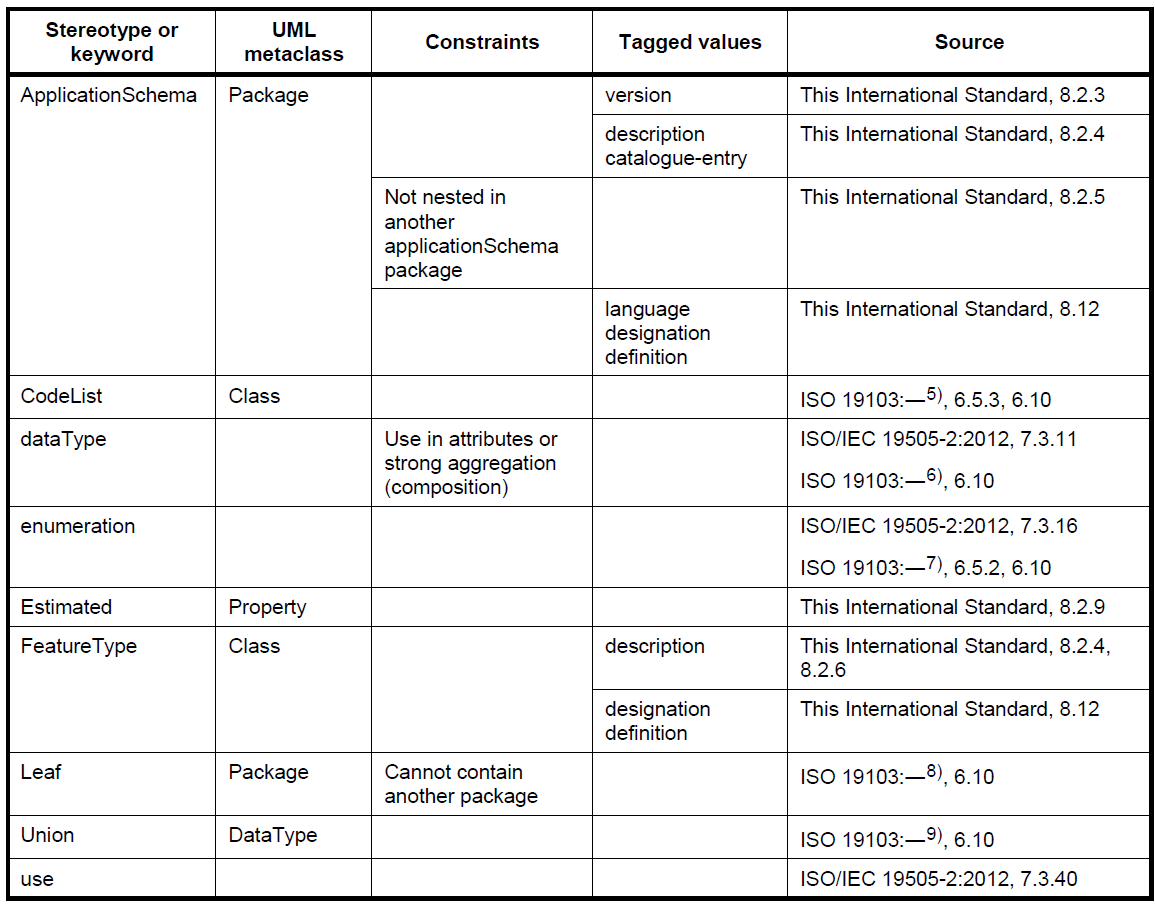 Stereotype or keyword
UML metaclass
Constraints
Tagged values
Source
ApplicationSchema
Package
version
This International Standard, 8.2.3
description
catalogue-entry
This International Standard, 8.2.4
Not nested in
another
applicationSchema
package
This International Standard, 8.2.5
language
designation
definition
This International Standard, 8.12
CodeList
Class
ISO 19103:—5), 6.5.3, 6.10
dataType
Use in attributes or
strong aggregation
(composition)
ISO/IEC 19505-2:2012, 7.3.11
ISO 19103:—6), 6.10
enumeration
ISO/IEC 19505-2:2012, 7.3.16
ISO 19103:—7), 6.5.2, 6.10
Estimated
Property
This International Standard, 8.2.9
FeatureType
Class
description
This International Standard, 8.2.4,
8.2.6
designation
definition
This International Standard, 8.12
Leaf
Package
Cannot contain
another package
ISO 19103:—8), 6.10
Union
DataType
ISO 19103:—9), 6.10
use
ISO/IEC 19505-2:2012, 7.3.40